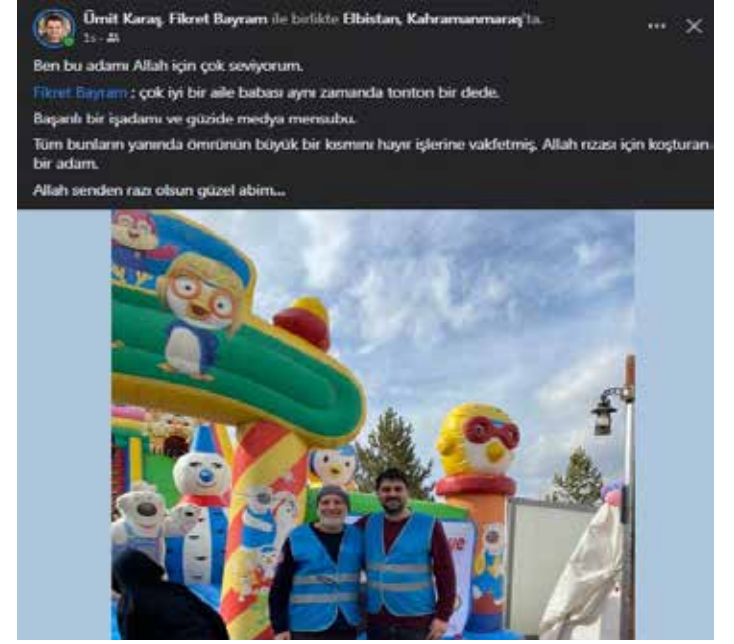 Ümit Karaş, Fikret Bayram ile birlikte Elbistan, Kahramanmaraş'ta.
1s
Ben bu adamı Allah için çok seviyorum.
Fikret Bayram ; çok iyi bir aile babası aynı zamanda tonton bir dede.
Başarılı bir işadamı ve güzide medya mensubu.
Tüm bunların yanında ömrünün büyük bir kısmını hayır işlerine vakfetmiş, Allah rızası için koşturan
bir adam.
Allah senden razı olsun güzel abim...